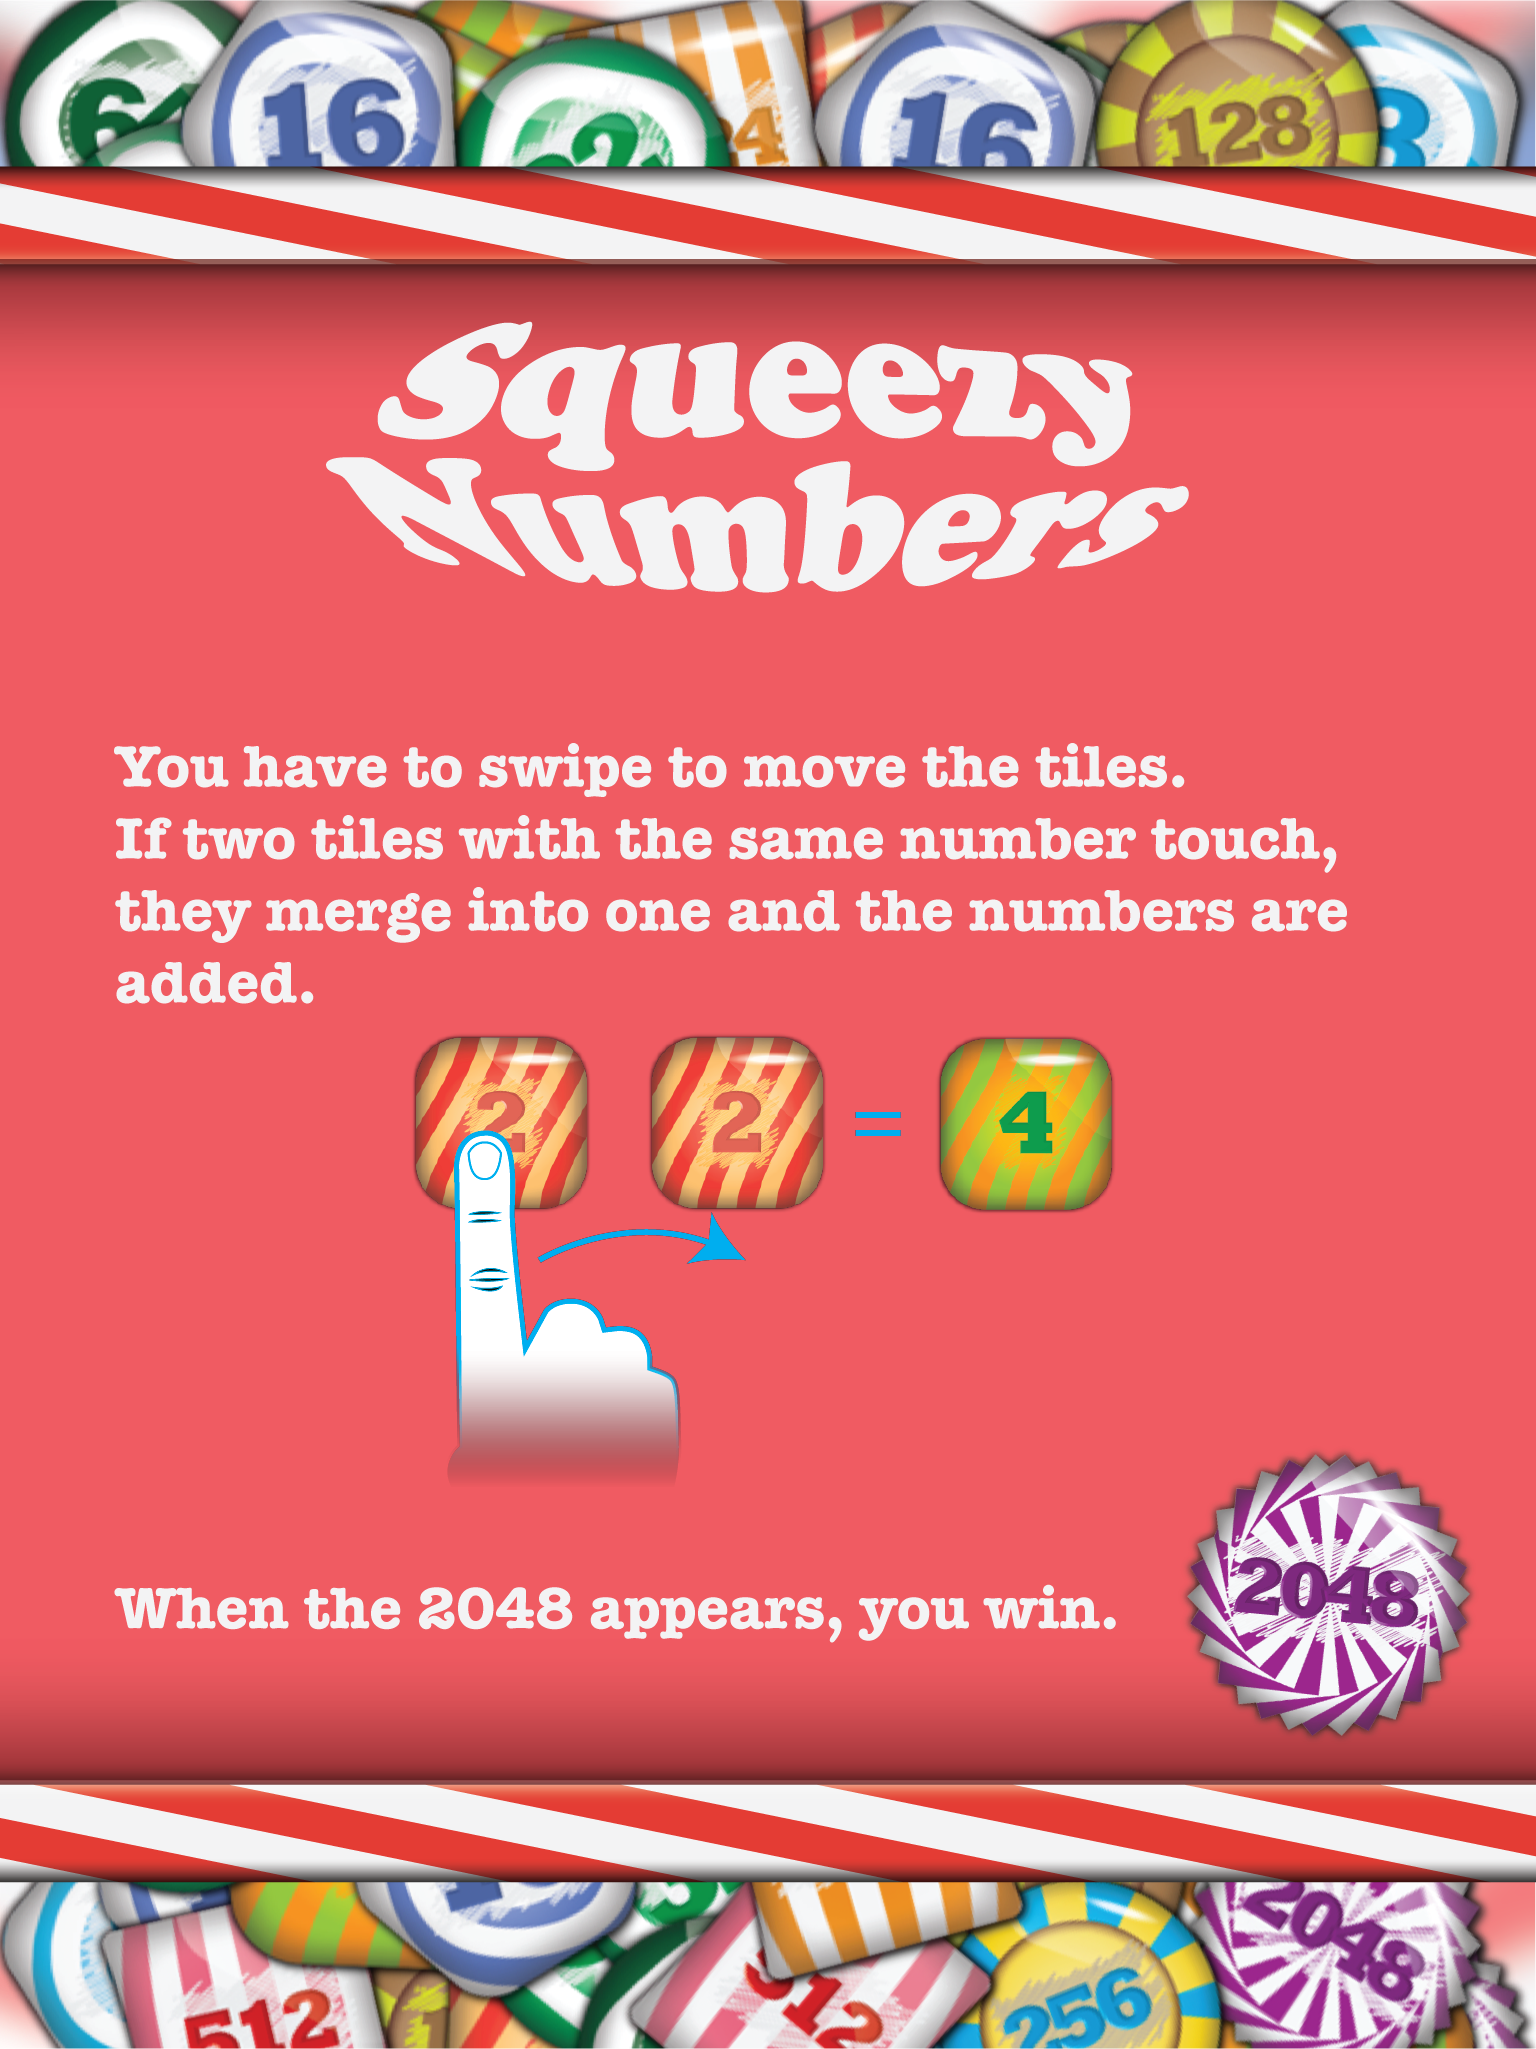 16
16
128
Squeezy
Numbers
You have to swipe to move the tiles.
If two tiles with the same number touch,
they merge into one and the numbers are
added.
2 2 = 4
When the 2048 appears, you win.
2048
2048
512
512
256